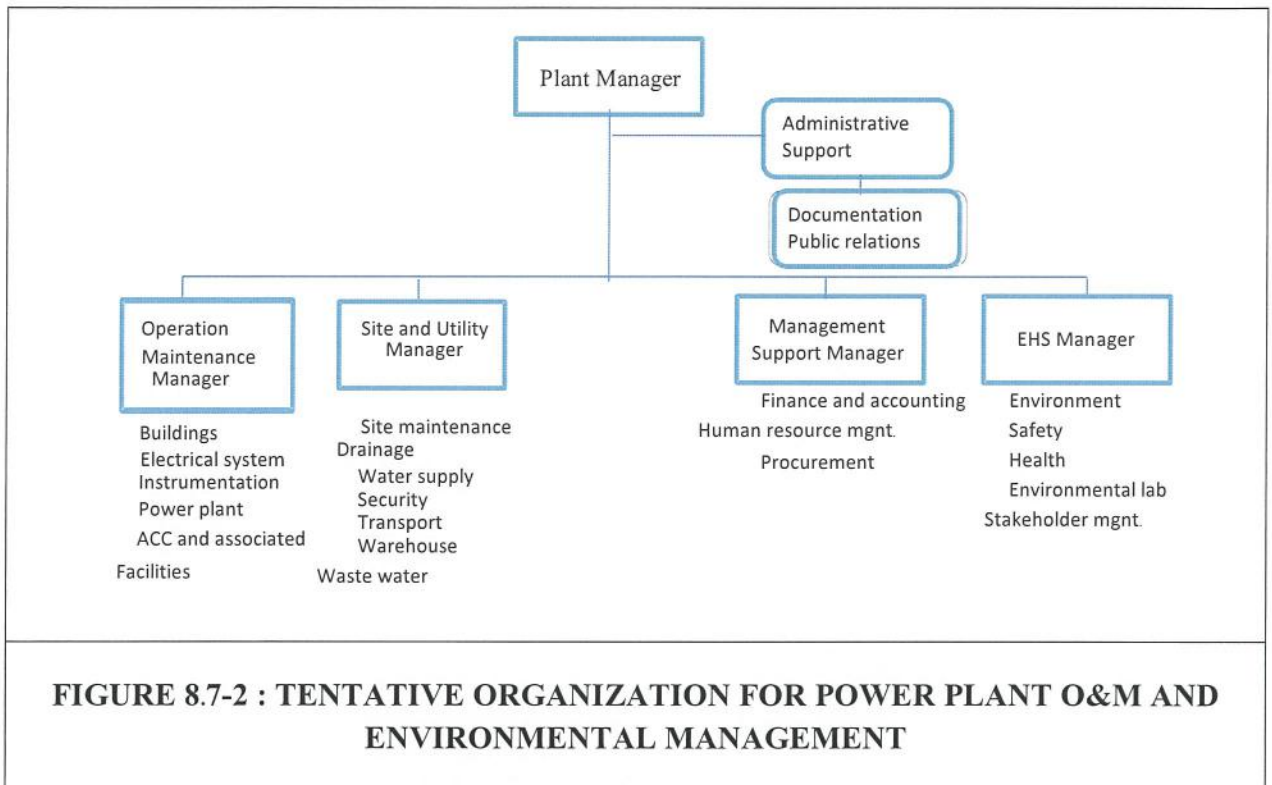 Plant Manager
Administrative
Support
Documentation
Public relations
Operation
Maintenance
Manager
Buildings
Electrical system
Instrumentation
Power plant
ACC and associated
Facilities
Site and Utility
Manager
Site maintenance
Drainage
Water supply
Security
Transport
Warehouse
Waste water
Management
Support Manager
Finance and accounting
Human resource mgnt.
Procurement
EHS Manager
Environment
Safety
Health
Environmental lab
Stakeholder mgnt.
FIGURE 8.7-2 : TENTATIVE ORGANIZATION FOR POWER PLANT O&M AND
ENVIRONMENTAL MANAGEMENT